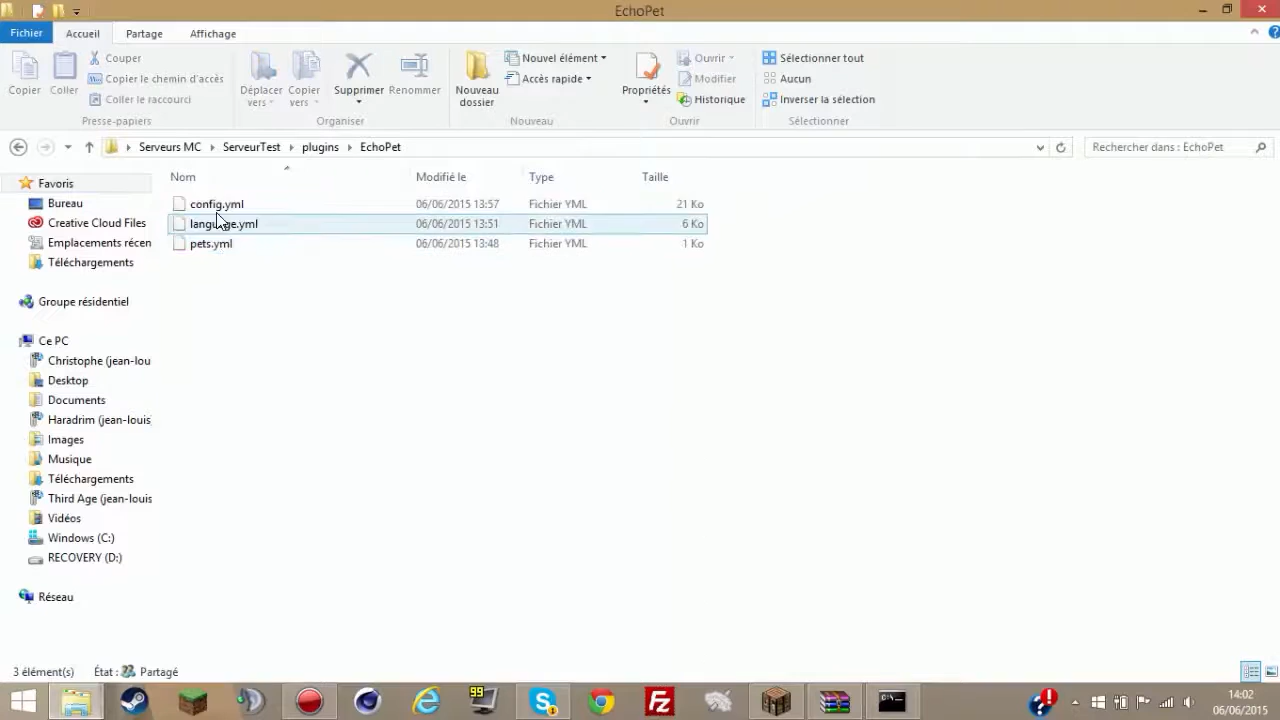 EchoPet
Fichier Accueil Partage Affichage
Copier
Coller
Couper
Copier le chemin d'accès
Coller le raccourci
Presse-papiers
Déplacer vers
Copier vers
Supprimer
Renommer
Organiser
Nouveau dossier
Nouvel élément
Accès rapide
Nouveau
Propriétés
Ouvrir
Modifier
Historique
Ouvrir
Sélectionner tout
Aucun
Inverser la sélection
Sélectionner
Serveurs MC ServeurTest plugins EchoPet
Rechercher dans : EchoPet
Nom Modifié le Type Taille
config.yml 06/06/2015 13:57 Fichier YML 21 Ko
language.yml 06/06/2015 13:51 Fichier YML 6 Ko
pets.yml 06/06/2015 13:48 Fichier YML 1 Ko
Favoris
Bureau
Creative Cloud Files
Emplacements récen
Téléchargements
Groupe résidentiel
Ce PC
Christophe (jean-lou
Desktop
Documents
Haradrim (jean-louis
Images
Musique
Téléchargements
Third Age (jean-louis
Vidéos
Windows (C:)
RECOVERY (D:)
Réseau
3 élément(s) État : Partagé
99
14:02
06/06/2015